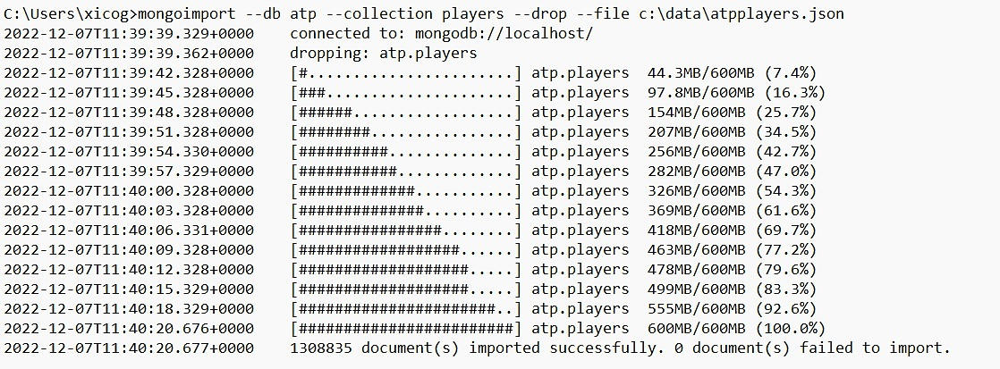 C:\Users\xicog>mongoimport --db atp --collection players --drop --file c:\data\atpplayers.json
2022-12-07T11:39:39.329+0000    connected to: mongodb://localhost/
2022-12-07T11:39:39.362+0000    dropping: atp.players
2022-12-07T11:39:42.328+0000    [#.......................] atp.players  44.3MB/600MB (7.4%)
2022-12-07T11:39:45.328+0000    [###.....................] atp.players  97.8MB/600MB (16.3%)
2022-12-07T11:39:48.328+0000    [######..................] atp.players  154MB/600MB (25.7%)
2022-12-07T11:39:51.328+0000    [########................] atp.players  207MB/600MB (34.5%)
2022-12-07T11:39:54.330+0000    [##########..............] atp.players  256MB/600MB (42.7%)
2022-12-07T11:39:57.329+0000    [###########.............] atp.players  282MB/600MB (47.0%)
2022-12-07T11:40:00.328+0000    [#############...........] atp.players  326MB/600MB (54.3%)
2022-12-07T11:40:03.328+0000    [##############..........] atp.players  369MB/600MB (61.6%)
2022-12-07T11:40:06.331+0000    [################........] atp.players  418MB/600MB (69.7%)
2022-12-07T11:40:09.328+0000    [##################......] atp.players  463MB/600MB (77.2%)
2022-12-07T11:40:12.328+0000    [###################.....] atp.players  478MB/600MB (79.6%)
2022-12-07T11:40:15.329+0000    [###################.....] atp.players  499MB/600MB (83.3%)
2022-12-07T11:40:18.329+0000    [######################..] atp.players  555MB/600MB (92.6%)
2022-12-07T11:40:20.676+0000    [########################] atp.players  600MB/600MB (100.0%)
2022-12-07T11:40:20.677+0000    1308835 document(s) imported successfully. 0 document(s) failed to import.